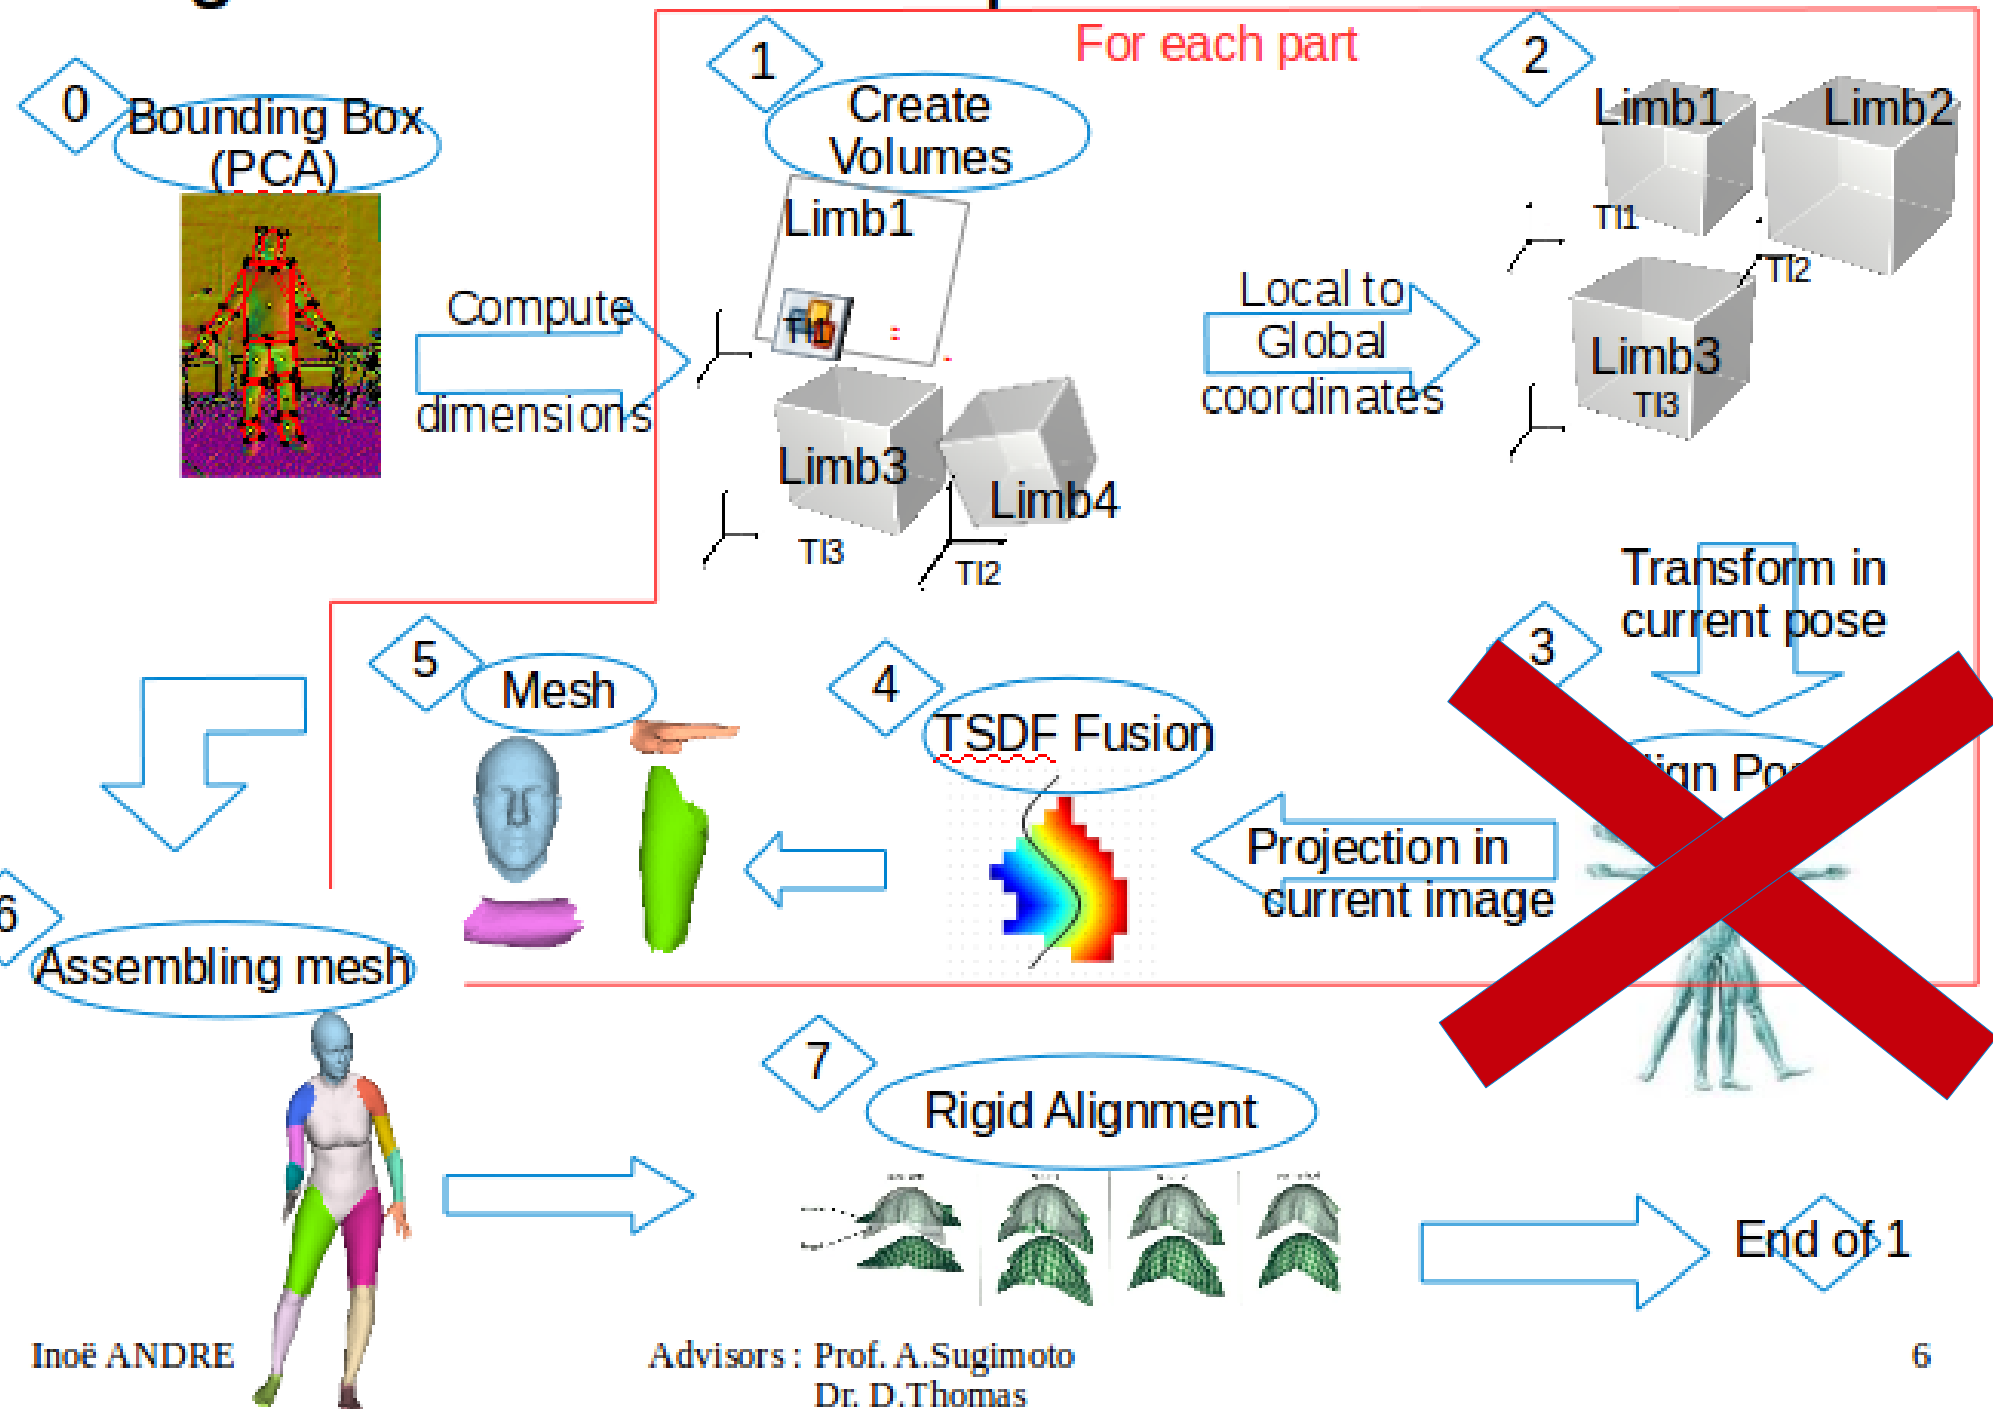 For each part
0
Bounding Box
(PCA)
Compute
dimensions
1
Create
Volumes
Limb1
Tl1
Limb3
Tl3
Limb4
Tl2
Local to
Global
coordinates
2
Limb1
Tl1
Limb2
Tl2
Limb3
Tl3
Transform in
current pose
3
Projection in
current image
4
TSDF Fusion
5
Mesh
6
Assembling mesh
7
Rigid Alignment
End of 1
Inoë ANDRE
Advisors : Prof. A.Sugimoto
Dr. D.Thomas
6